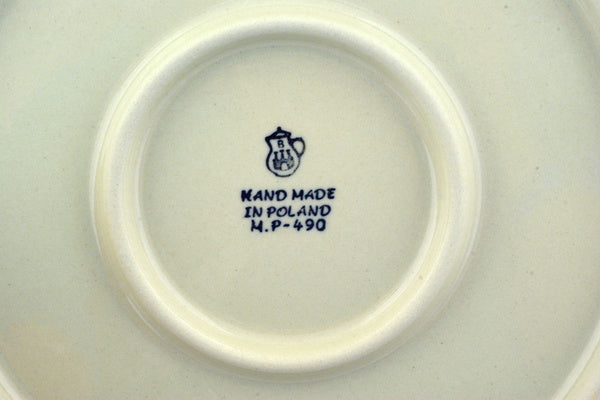 B
HAND MADE
IN POLAND
M.P-490